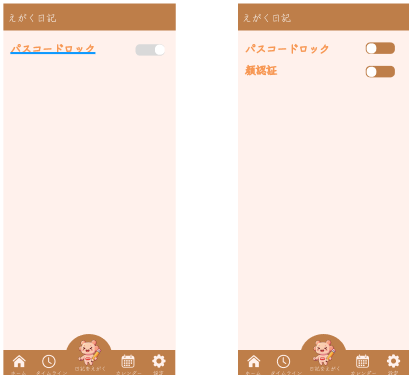 えがく日記
パスコードロック
ホーム
タイムライン
日記をえがく
カレンダー
設定
えがく日記
パスコードロック
顔認証
ホーム
タイムライン
日記をえがく
カレンダー
設定